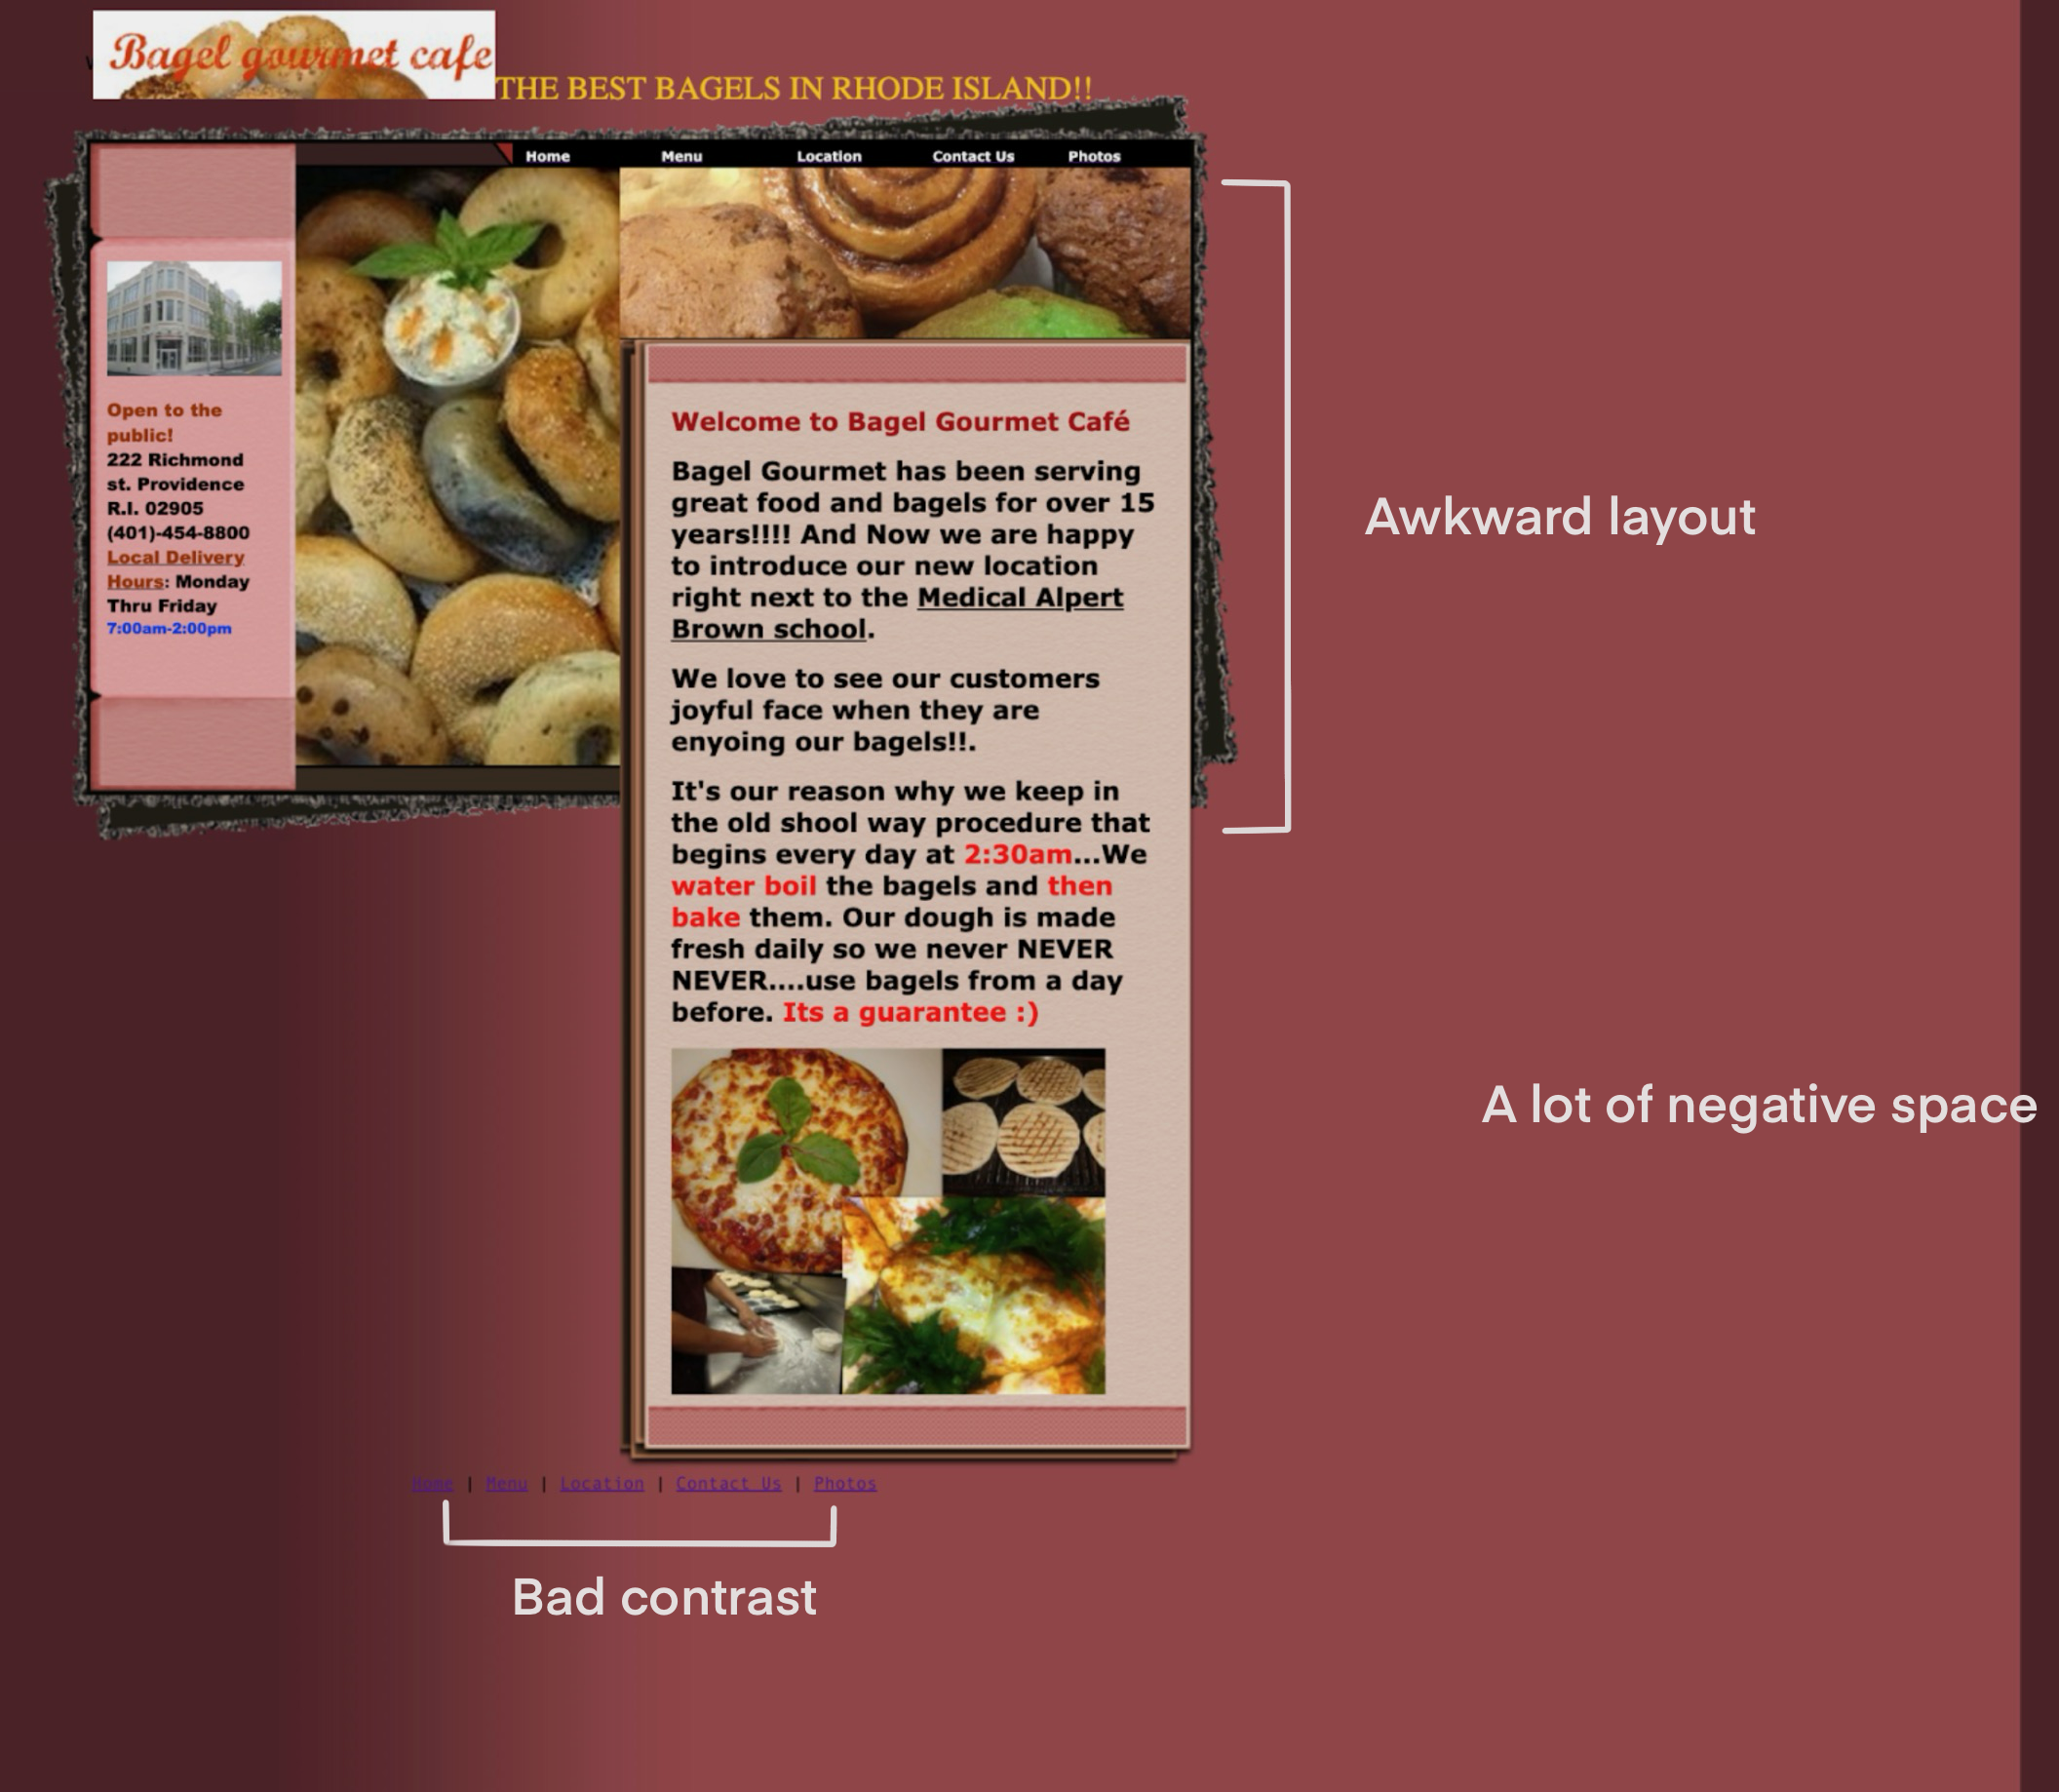 Bagel gourmet cafe
THE BEST BAGELS IN RHODE ISLAND!!
Home Menu Location Contact Us Photos
Open to the
public!
222 Richmond
st. Providence
R.I. 02905
(401)-454-8800
Local Delivery
Hours: Monday
Thru Friday
7:00am-2:00pm
Welcome to Bagel Gourmet Café
Bagel Gourmet has been serving
great food and bagels for over 15
years!!!! And Now we are happy
to introduce our new location
right next to the Medical Alpert
Brown school.
We love to see our customers
joyful face when they are
enyoing our bagels!!.
It's our reason why we keep in
the old shool way procedure that
begins every day at 2:30am...We
water boil the bagels and then
bake them. Our dough is made
fresh daily so we never NEVER
NEVER....use bagels from a day
before. Its a guarantee :)
Awkward layout
A lot of negative space
Home | Menu | Location | Contact Us | Photos
Bad contrast